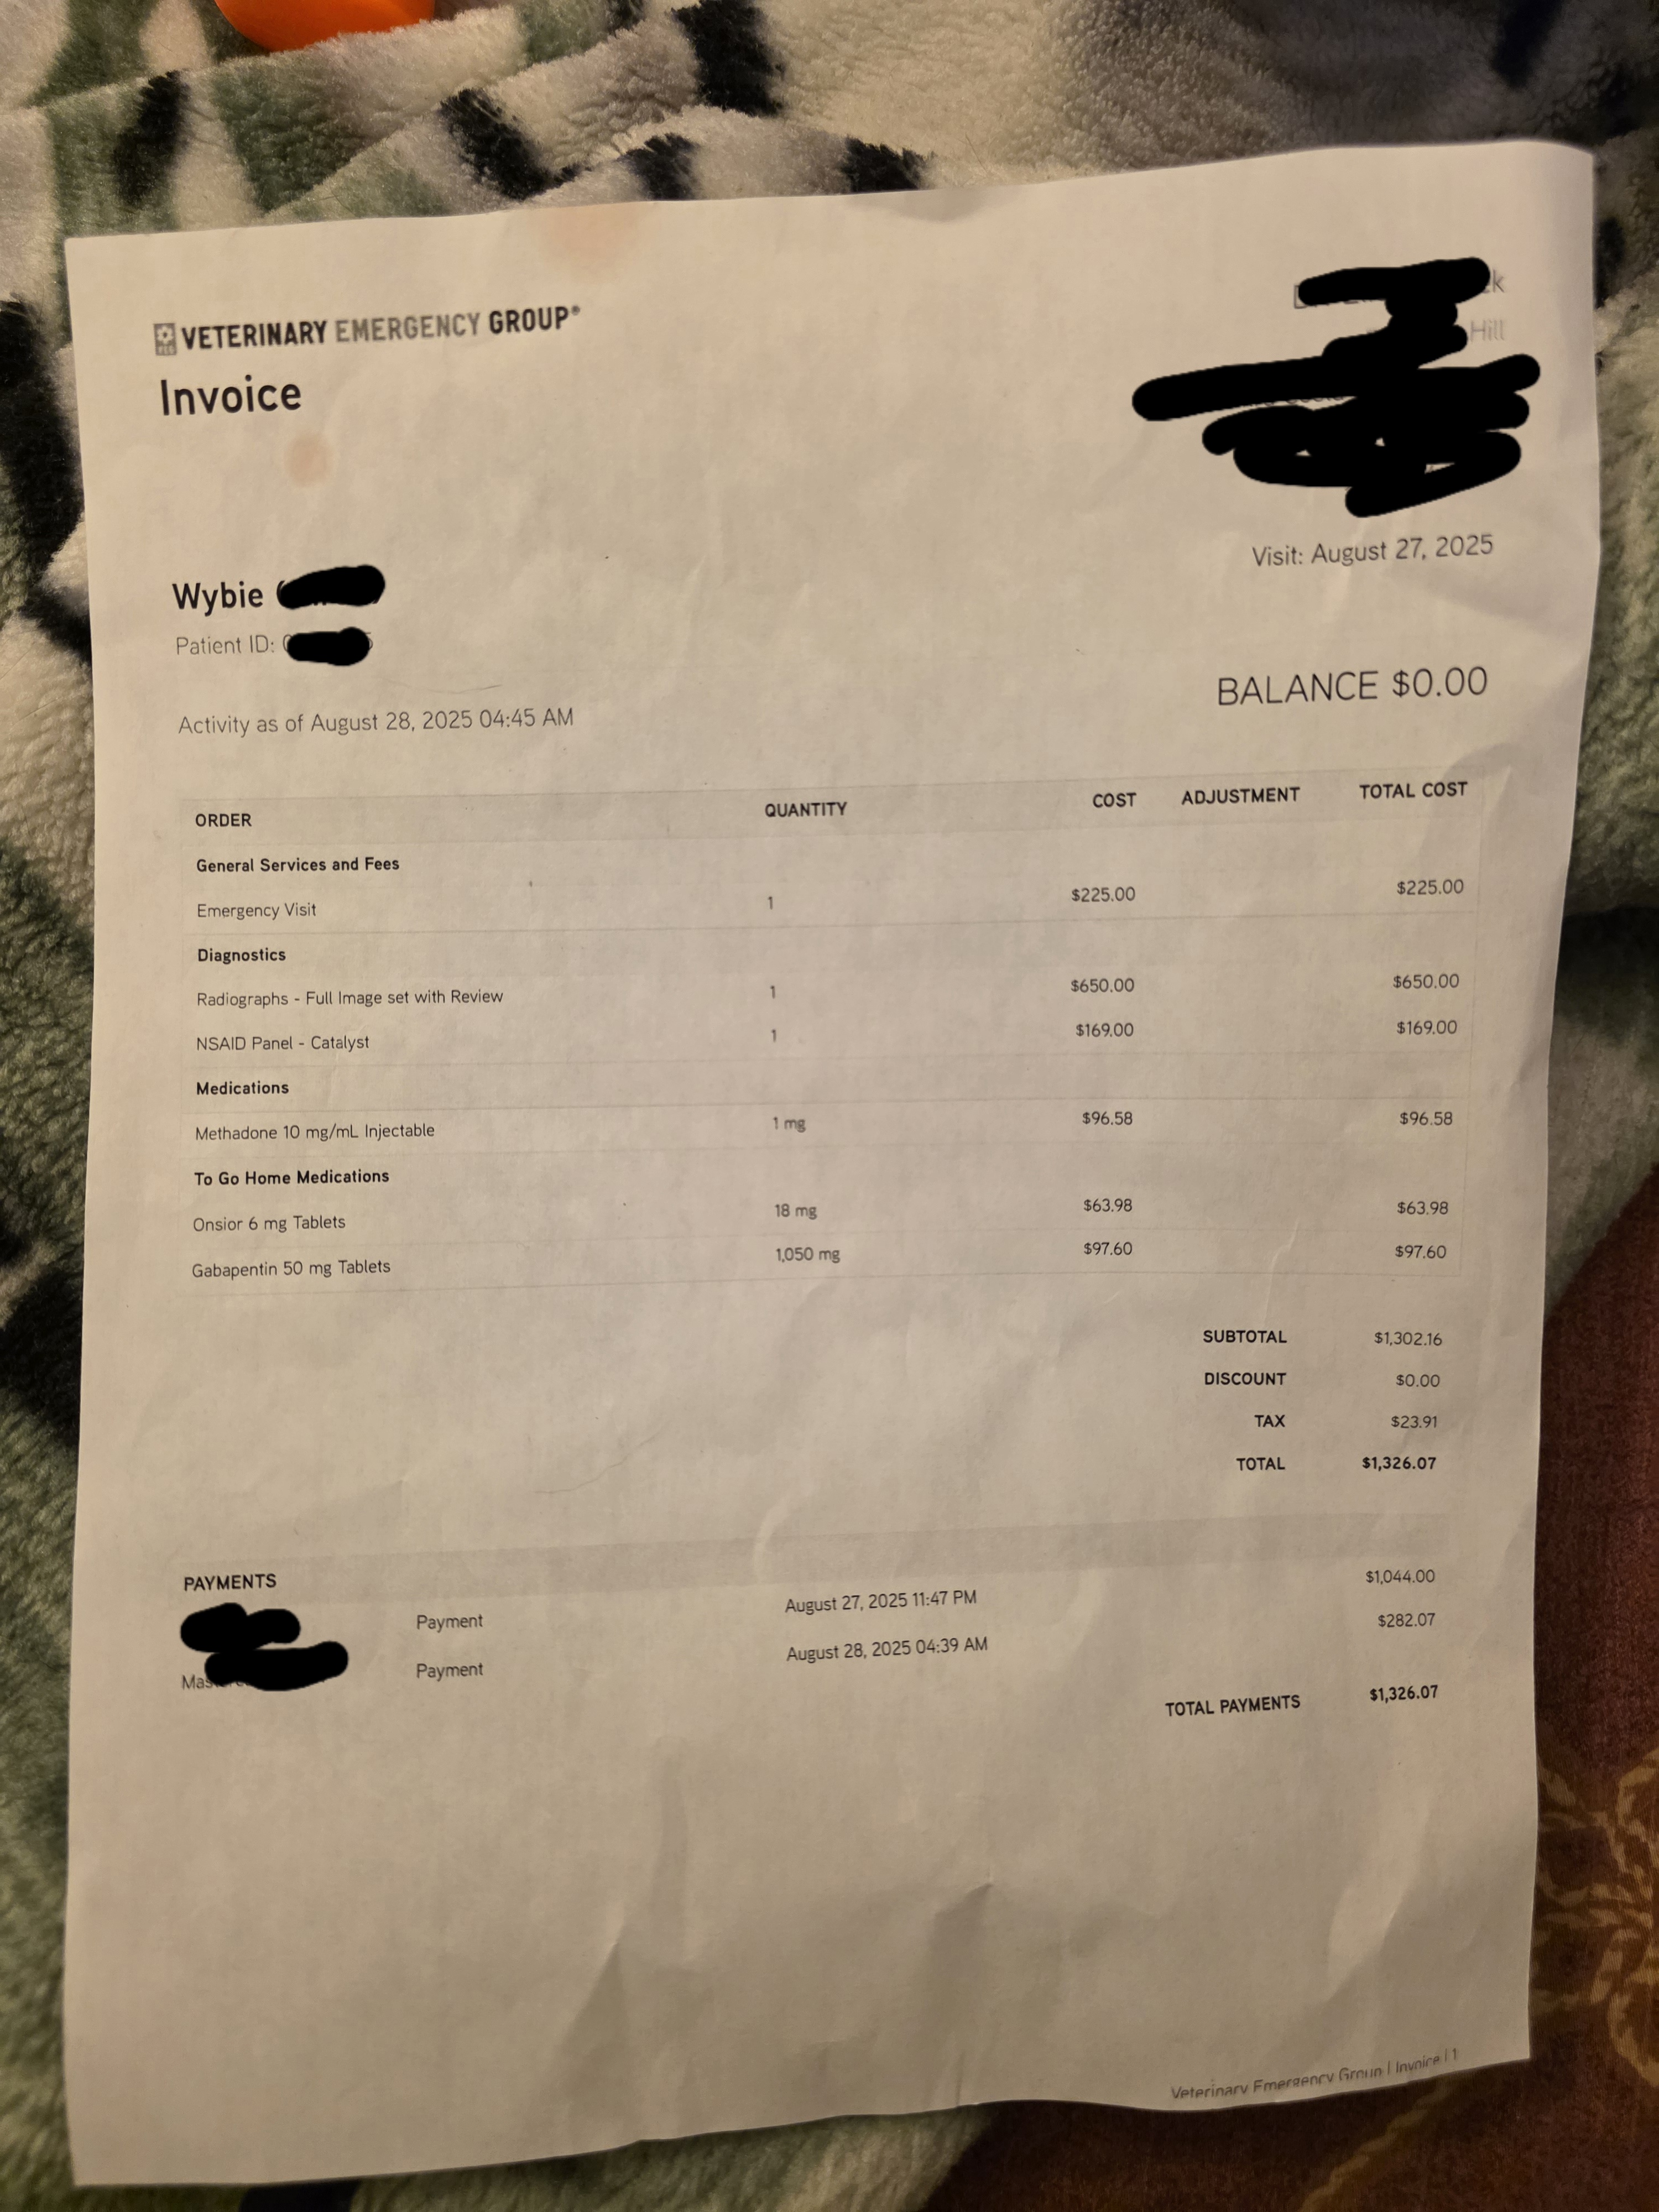 VETERINARY EMERGENCY GROUP®
Invoice
Hill
Visit: August 27, 2025
Wybie
Patient ID:
BALANCE $0.00
Activity as of August 28, 2025 04:45 AM
ORDER QUANTITY COST ADJUSTMENT TOTAL COST
General Services and Fees
Emergency Visit 1 $225.00 $225.00
Diagnostics
Radiographs - Full Image set with Review 1 $650.00 $650.00
NSAID Panel - Catalyst 1 $169.00 $169.00
Medications
Methadone 10 mg/mL Injectable 1 mg $96.58 $96.58
To Go Home Medications
Onsior 6 mg Tablets 18 mg $63.98 $63.98
Gabapentin 50 mg Tablets 1,050 mg $97.60 $97.60
SUBTOTAL $1,302.16
DISCOUNT $0.00
TAX $23.91
TOTAL $1,326.07
PAYMENTS
Payment August 27, 2025 11:47 PM $1,044.00
Payment August 28, 2025 04:39 AM $282.07
TOTAL PAYMENTS $1,326.07
Veterinary Emergency Group | Invoice | 1